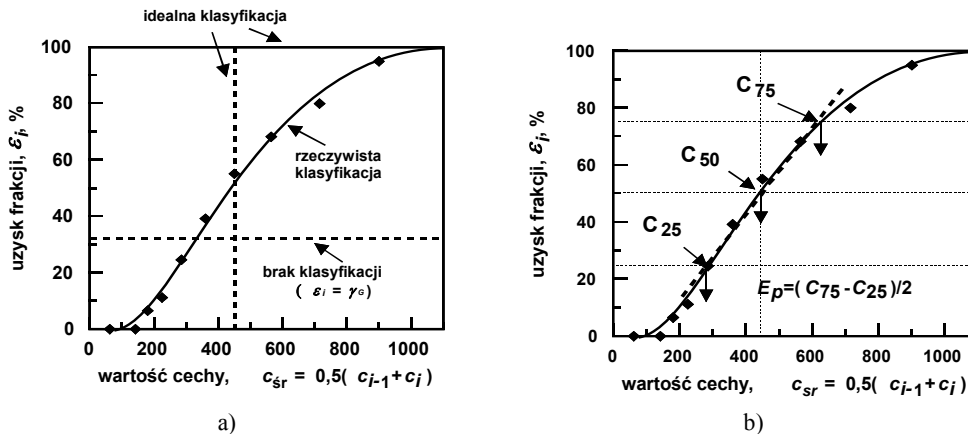 idealna klasyfikacja
a)
100
80
60
40
20
0
uzysk frakcji, εi, %
rzeczywista
klasyfikacja
brak klasyfikacji
( εi = γG)
0 200 400 600 800 1000
wartość cechy, cśr = 0,5( ci-1+ci )
a)
b)
100
80
60
40
20
0
uzysk frakcji, εi, %
C75
C50
C25
Ep=( C75 -C25)/2
0 200 400 600 800 1000
wartość cechy, csr = 0,5( ci-1+ci )
b)